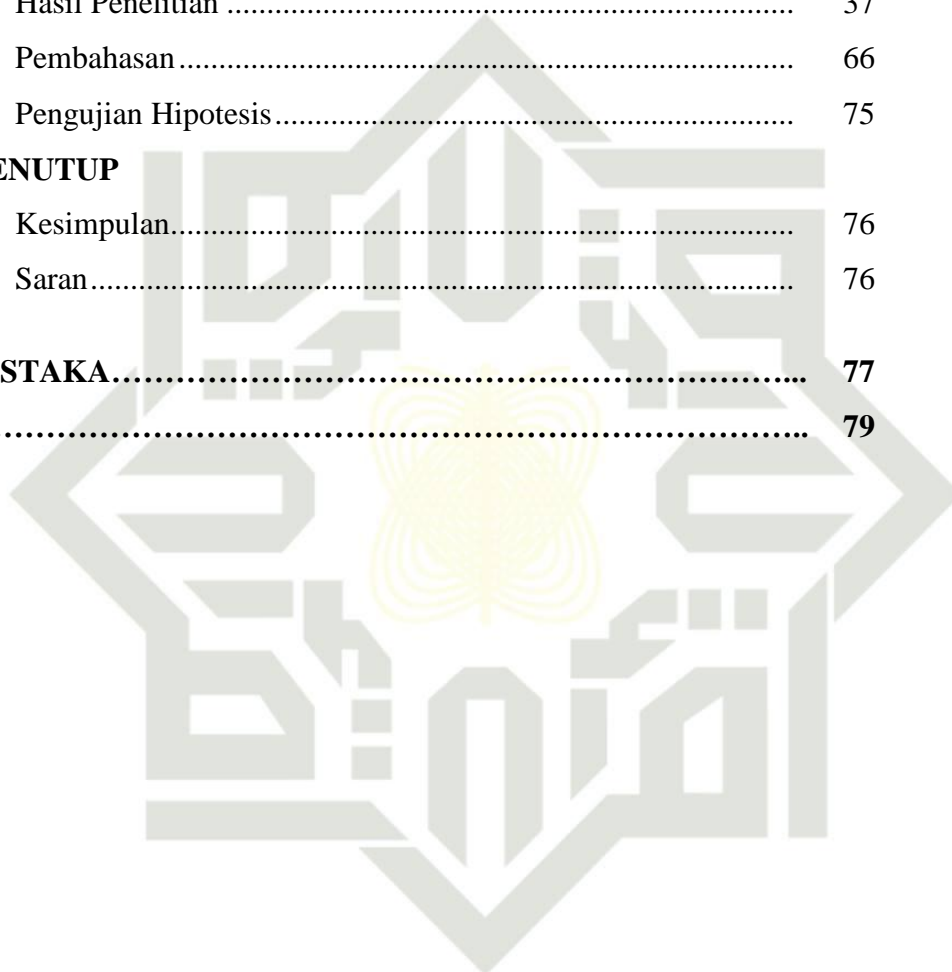 Hasil Penelitian ........................................................................ 37
Pembahasan ............................................................................. 66
Pengujian Hipotesis ................................................................. 75
ENUTUP
Kesimpulan .............................................................................. 76
Saran ........................................................................................ 76
STAKA ................................................................................ 77
................................................................................ 79